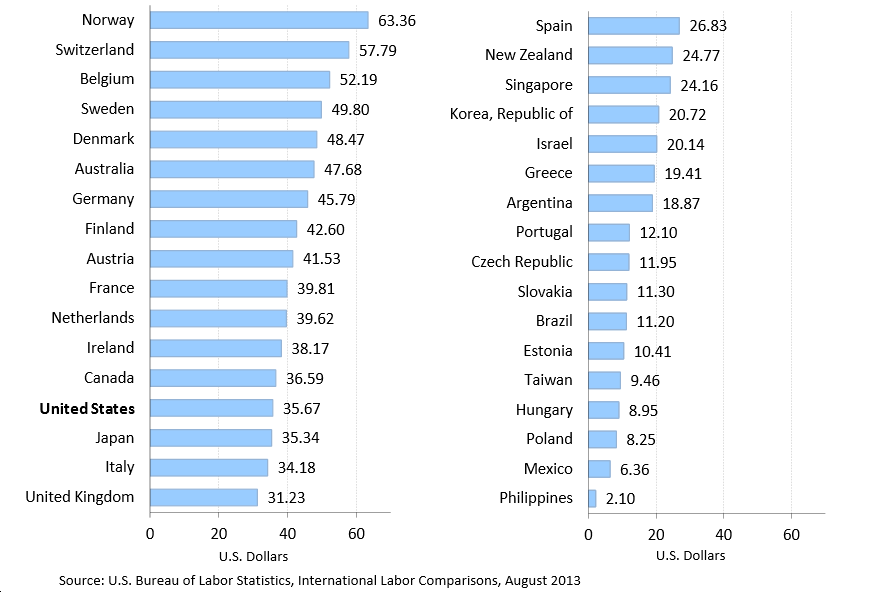 Norway 63.36
Switzerland 57.79
Belgium 52.19
Sweden 49.80
Denmark 48.47
Australia 47.68
Germany 45.79
Finland 42.60
Austria 41.53
France 39.81
Netherlands 39.62
Ireland 38.17
Canada 36.59
United States 35.67
Japan 35.34
Italy 34.18
United Kingdom 31.23
0 20 40 60
U.S. Dollars
Spain 26.83
New Zealand 24.77
Singapore 24.16
Korea, Republic of 20.72
Israel 20.14
Greece 19.41
Argentina 18.87
Portugal 12.10
Czech Republic 11.95
Slovakia 11.30
Brazil 11.20
Estonia 10.41
Taiwan 9.46
Hungary 8.95
Poland 8.25
Mexico 6.36
Philippines 2.10
0 20 40 60
U.S. Dollars
Source: U.S. Bureau of Labor Statistics, International Labor Comparisons, August 2013